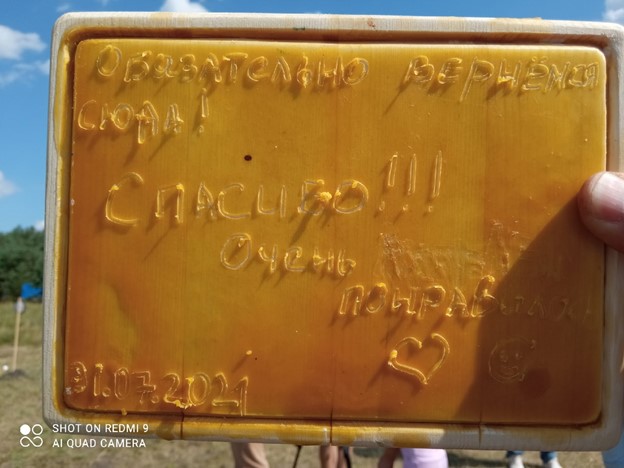 Обязательно вернёмся
сюда!
Спасибо!!!
Очень
понравилось
31.07.2021
SHOT ON REDMI 9
AI QUAD CAMERA